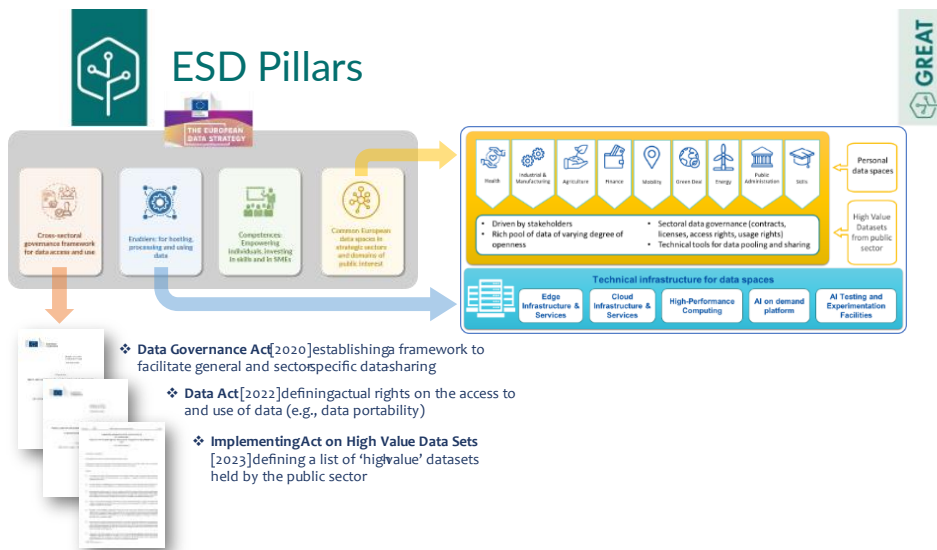 ESD Pillars
GREAT
THE EUROPEAN
DATA STRATEGY
Cross-sectoral
governance framework
for data access and use
Enablers: for hosting,
processing and using
data
Competences:
Empowering
individuals, investing
in skills and in SMEs
Common European
data spaces in
strategic sectors
and domains of
public interest
Health
Industrial &
Manufacturing
Agriculture
Finance
Mobility
Green Deal
Energy
Public
Administration
Skills
• Driven by stakeholders
• Rich pool of data of varying degree of
openness
• Sectoral data governance (contracts,
licenses, access rights, usage rights)
• Technical tools for data pooling and sharing
Personal
data spaces
High Value
Datasets
from public
sector
Technical infrastructure for data spaces
Edge
Infrastructure &
Services
Cloud
Infrastructure &
Services
High-Performance
Computing
AI on demand
platform
AI Testing and
Experimentation
Facilities
❖ Data Governance Act[2020]establishinga framework to
facilitate general and sectorspecific datasharing
❖ Data Act[2022]definingactual rights on the access to
and use of data (e.g., data portability)
❖ ImplementingAct on High Value Data Sets
[2023]defining a list of ‘highvalue’ datasets
held by the public sector